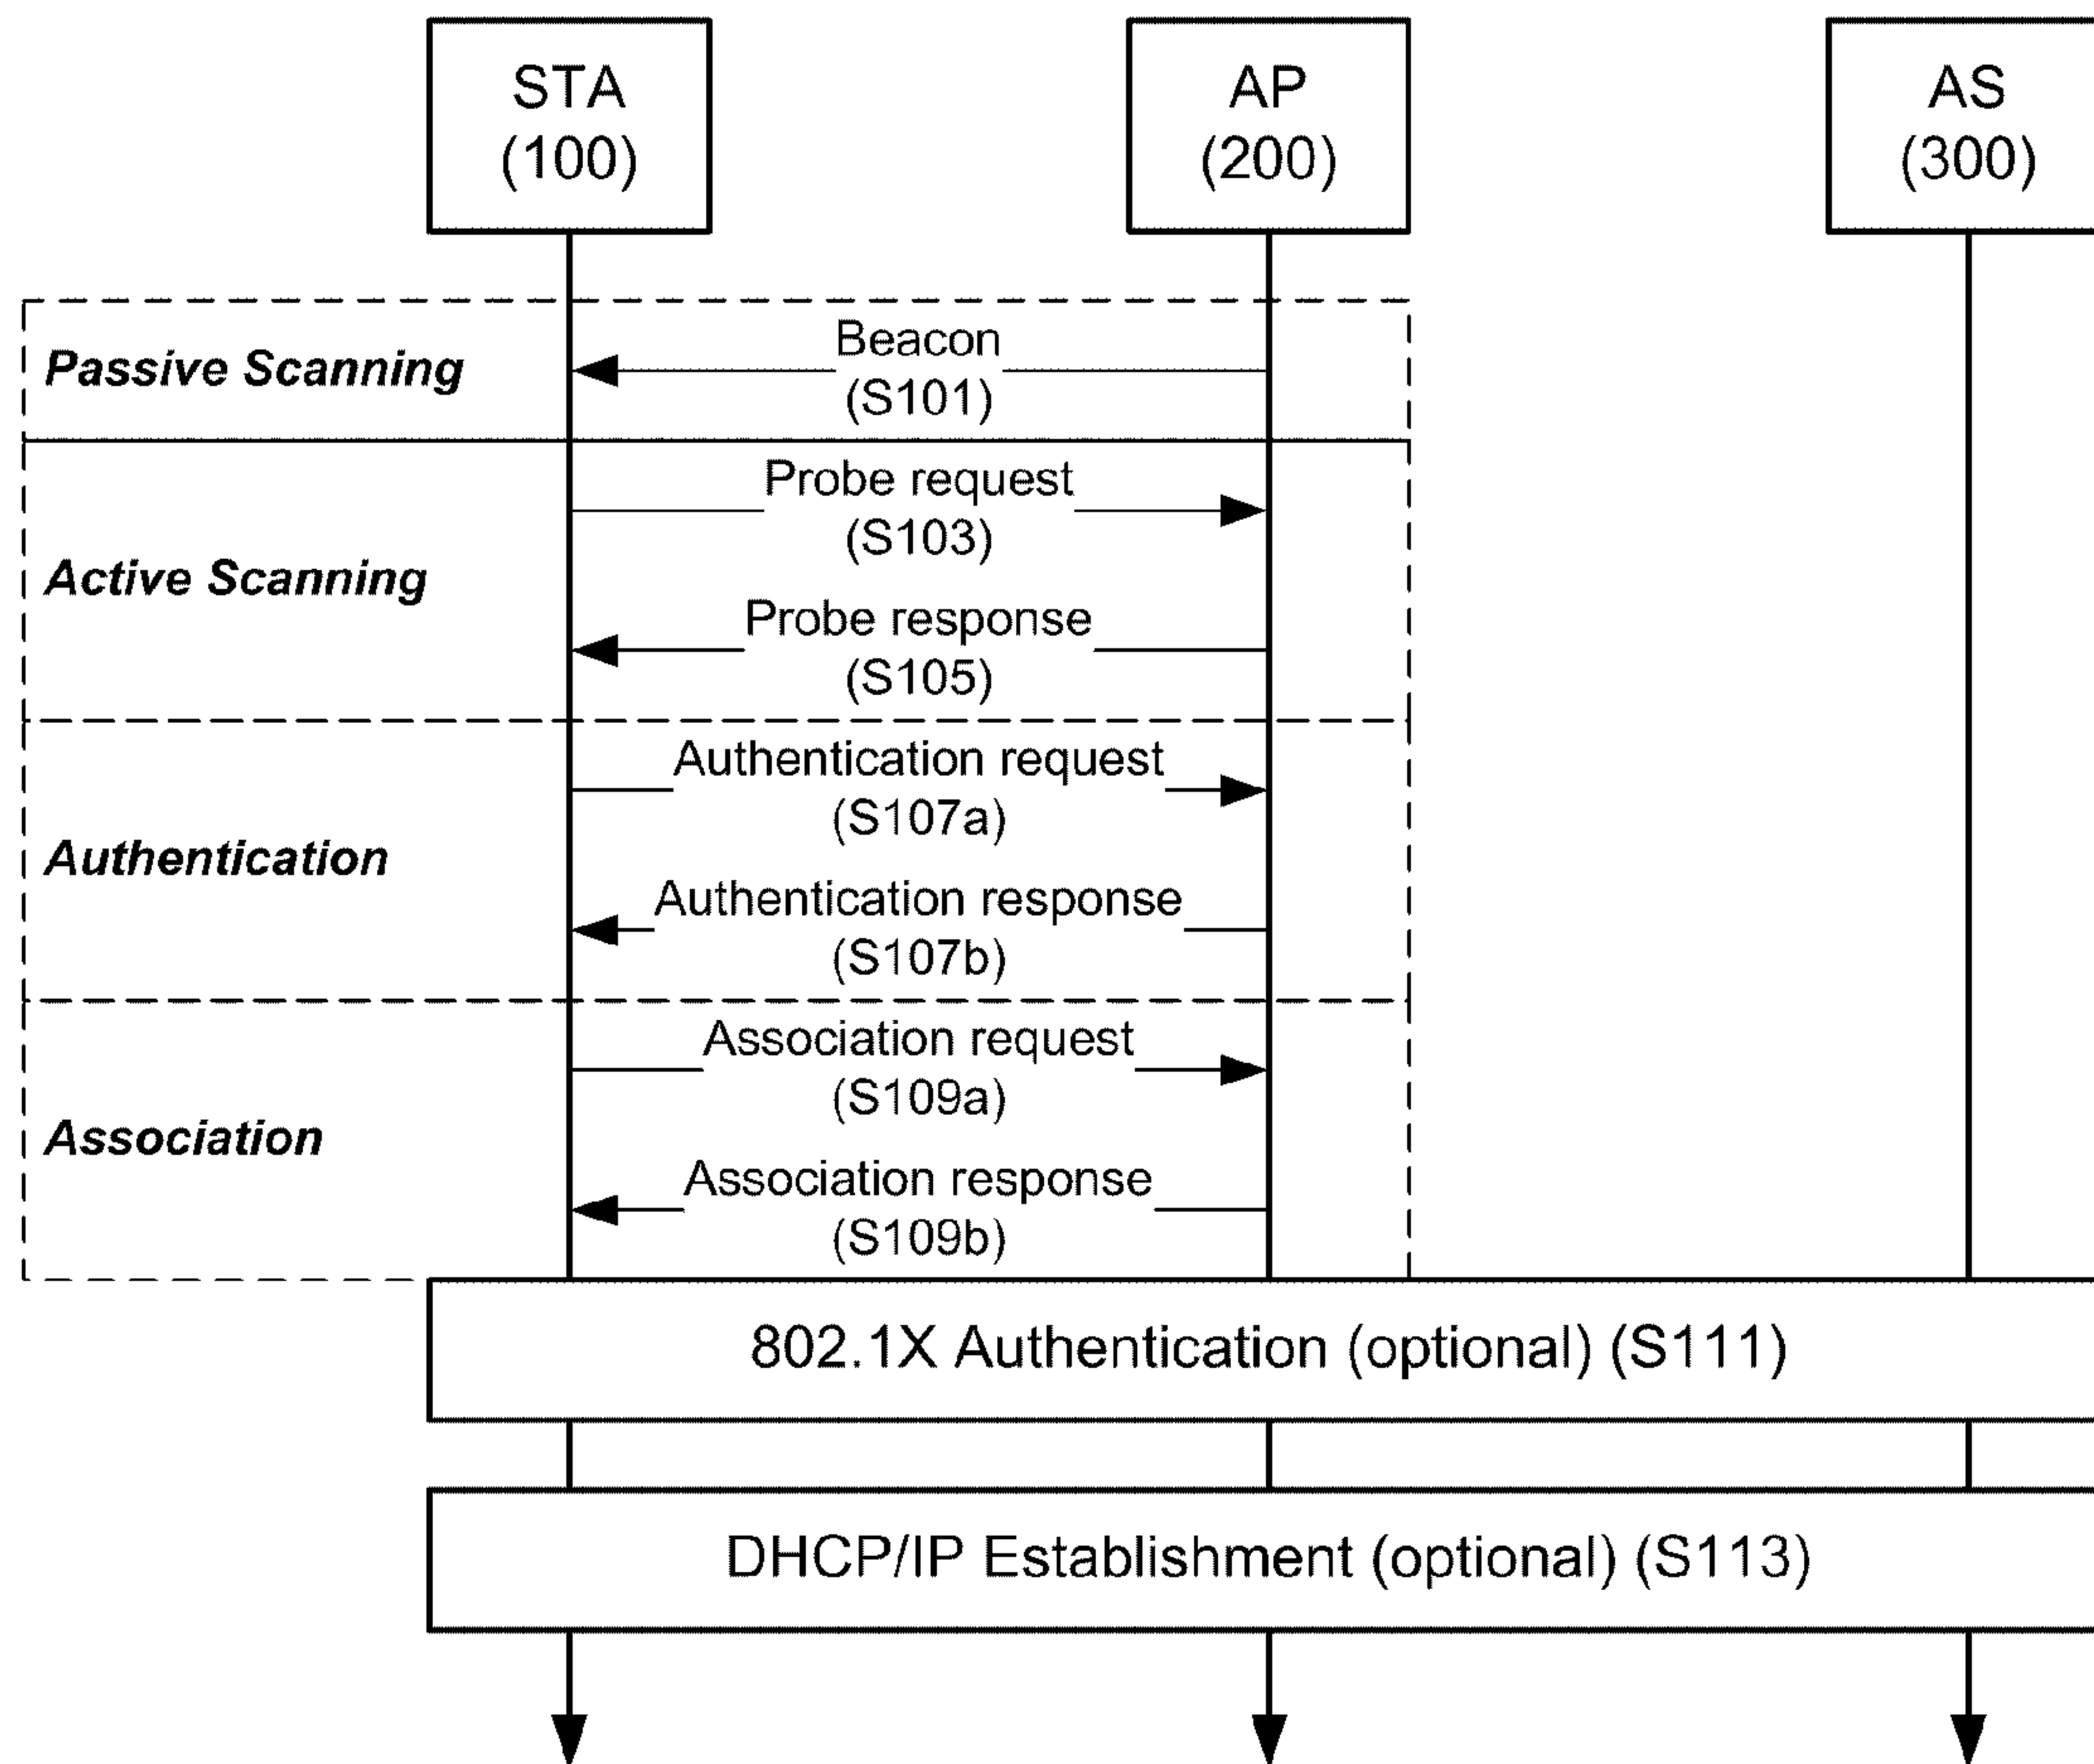 STA
(100)
AP
(200)
AS
(300)
Passive Scanning
Beacon
(S101)
Active Scanning
Probe request
(S103)
Probe response
(S105)
Authentication
Authentication request
(S107a)
Authentication response
(S107b)
Association
Association request
(S109a)
Association response
(S109b)
802.1X Authentication (optional) (S111)
DHCP/IP Establishment (optional) (S113)